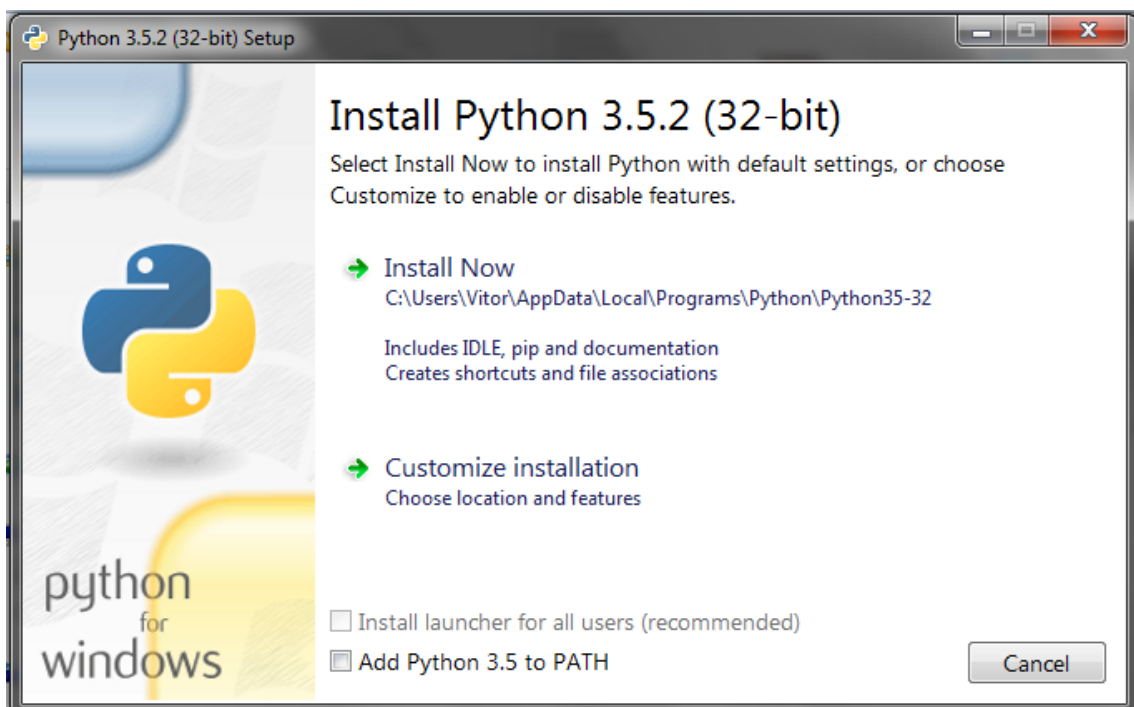 Python 3.5.2 (32-bit) Setup
Install Python 3.5.2 (32-bit)
Select Install Now to install Python with default settings, or choose
Customize to enable or disable features.
Install Now
C:\Users\Vitor\AppData\Local\Programs\Python\Python35-32
Includes IDLE, pip and documentation
Creates shortcuts and file associations
Customize installation
Choose location and features
python
for
windows
Install launcher for all users (recommended)
Add Python 3.5 to PATH
Cancel